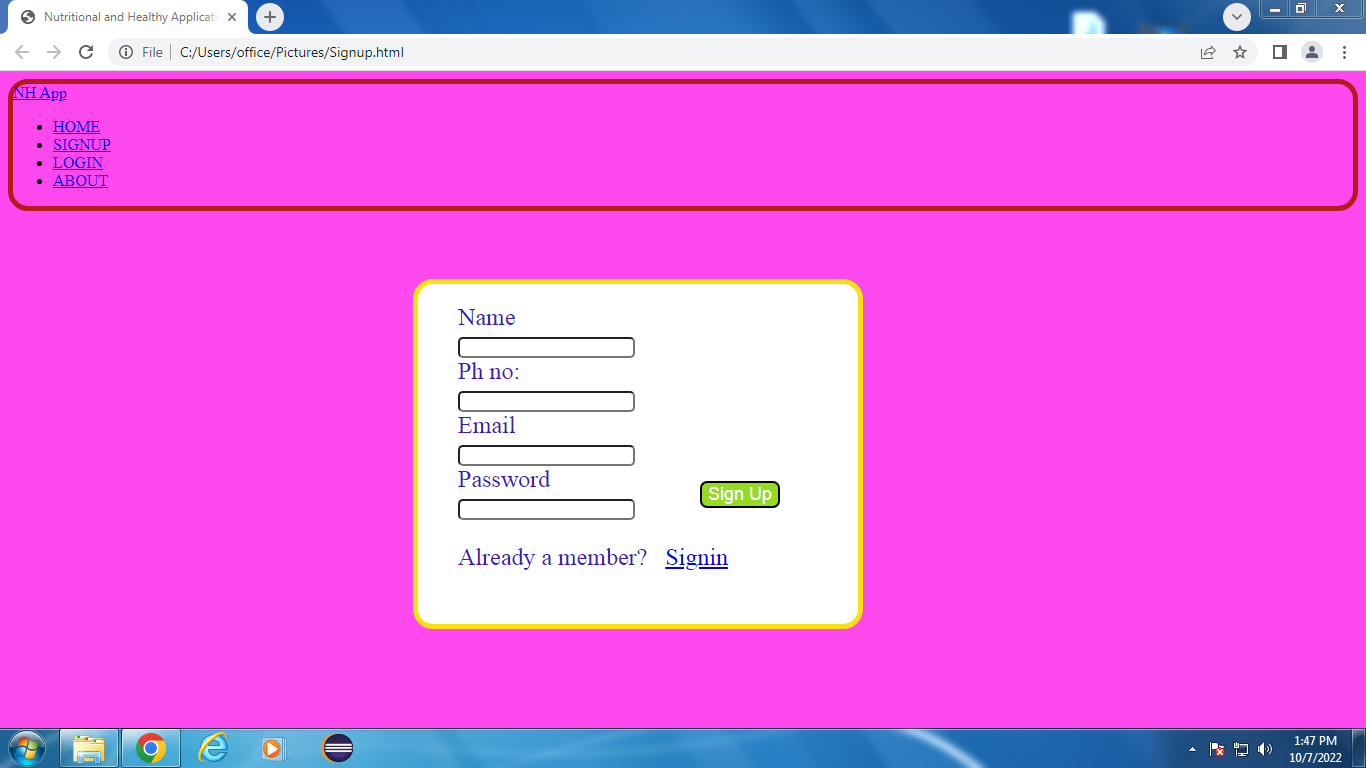 Nutritional and Healthy Applicati
File C:/Users/office/Pictures/Signup.html
NH App
HOME
SIGNUP
LOGIN
ABOUT
Name
Ph no:
Email
Password
Sign Up
Already a member? Signin
1:47 PM
10/7/2022